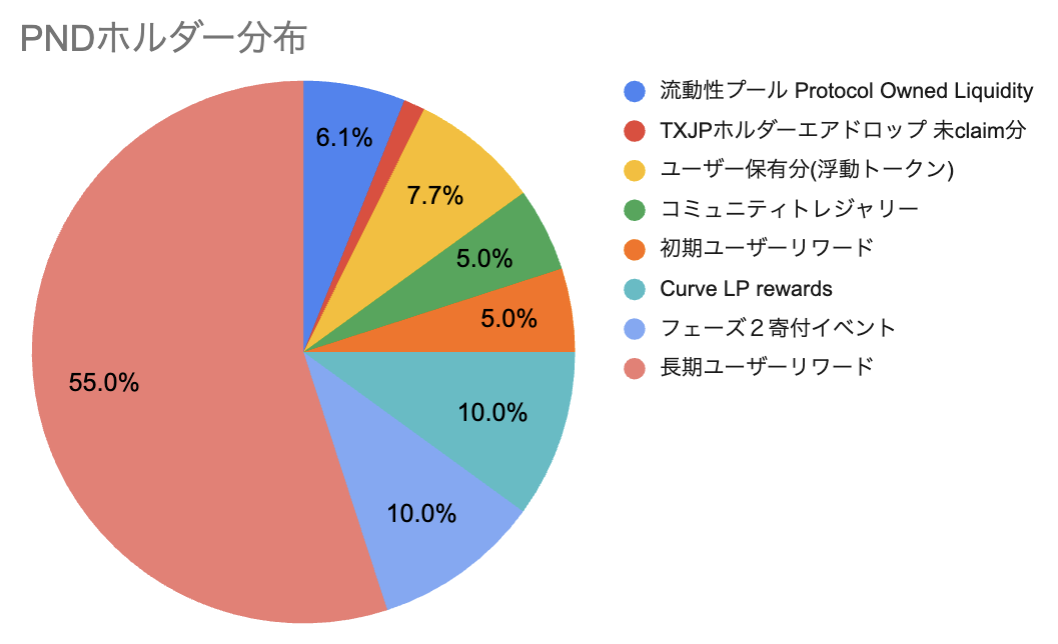 PNDホルダー分布
6.1%
7.7%
5.0%
5.0%
10.0%
10.0%
55.0%
流動性プール Protocol Owned Liquidity
TXJPホルダーエアドロップ 未claim分
ユーザー保有分(浮動トークン)
コミュニティトレジャリー
初期ユーザーリワード
Curve LP rewards
フェーズ２寄付イベント
長期ユーザーリワード